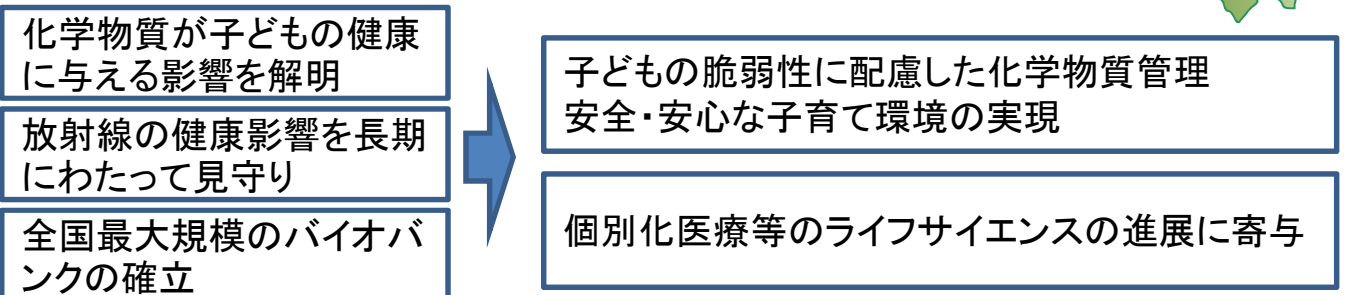 化学物質が子どもの健康
に与える影響を解明
放射線の健康影響を長期
にわたって見守り
全国最大規模のバイオバ
ンクの確立
子どもの脆弱性に配慮した化学物質管理
安全・安心な子育て環境の実現
個別化医療等のライフサイエンスの進展に寄与